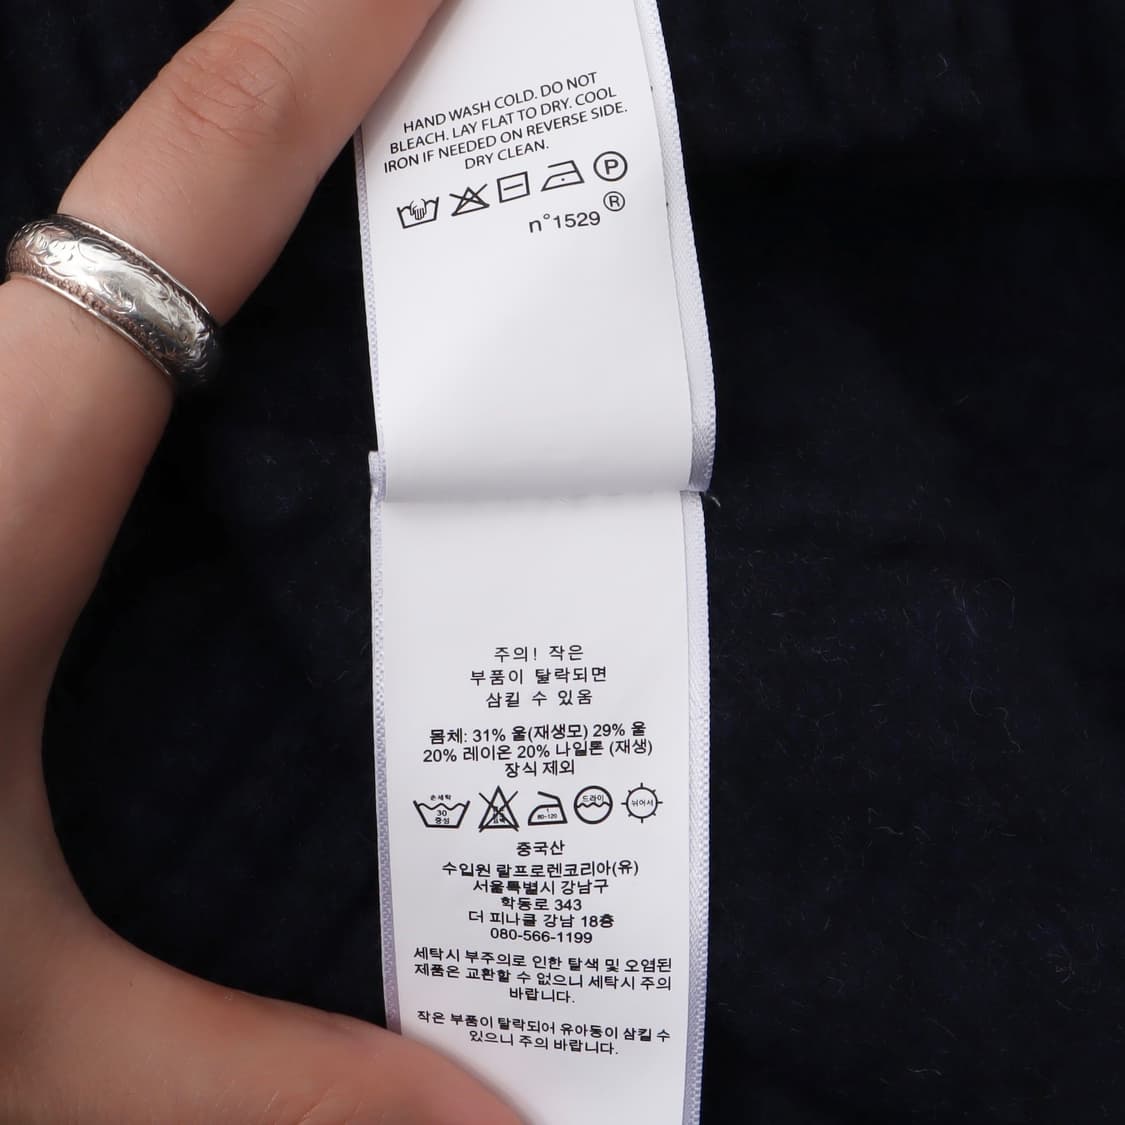 HAND WASH COLD. DO NOT
BLEACH. LAY FLAT TO DRY. COOL
IRON IF NEEDED ON REVERSE SIDE.
DRY CLEAN.
P
n°1529 ®
주의! 작은
부품이 탈락되면
삼킬 수 있움
몸체: 31% 울(재생모) 29% 울
20% 레이온 20% 나일론 (재생)
장식 제외
손세탁 30 중성 80-120 드라이 뉘어서
중국산
수입원 랄프로렌코리아(유)
서울특별시 강남구
학동로 343
더 피나클 강남 18층
080-566-1199
세탁시 부주의로 인한 탈색 및 오염된
제품은 교환할 수 없으니 세탁시 주의
바랍니다.
작은 부품이 탈락되어 유아동이 삼킬 수
있으니 주의 바랍니다.